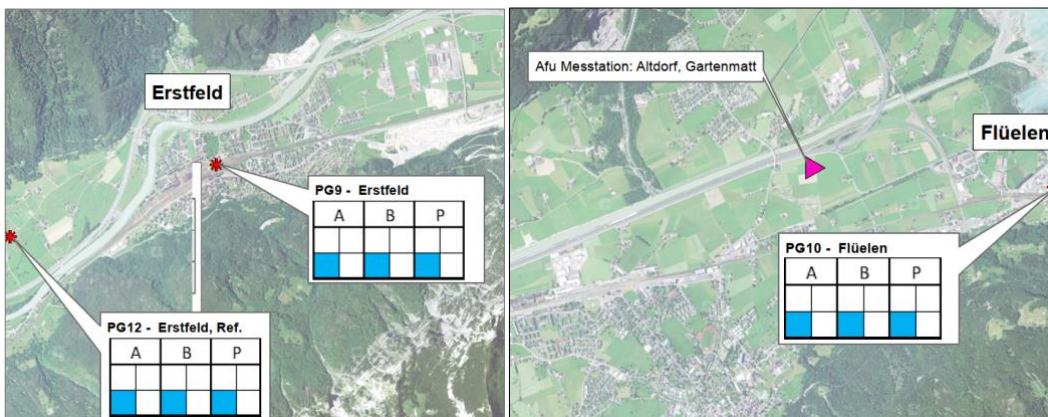 Erstfeld
PG9 - Erstfeld
A B P
PG12 - Erstfeld, Ref.
A B P
Afu Messtation: Altdorf, Gartenmatt
Flüelen
PG10 - Flüelen
A B P